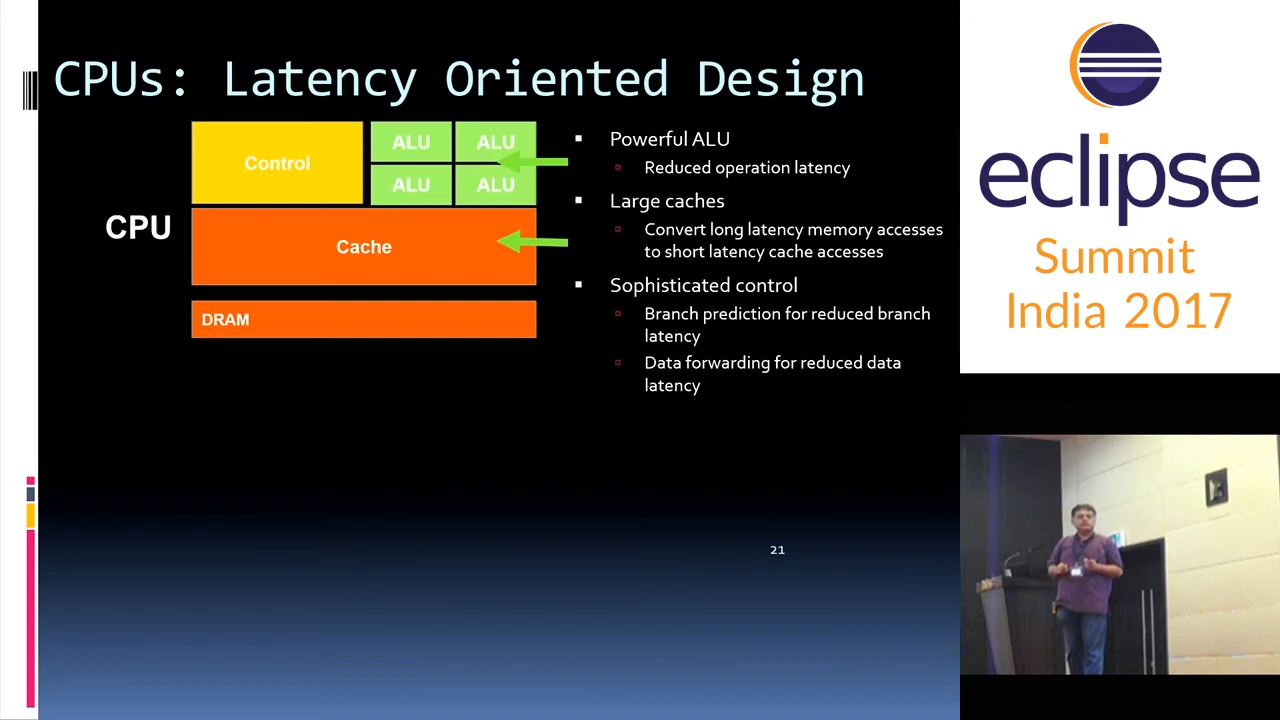 CPUs: Latency Oriented Design
Control
ALU
ALU
ALU
ALU
CPU
Cache
DRAM
Powerful ALU
Reduced operation latency
Large caches
Convert long latency memory accesses
to short latency cache accesses
Sophisticated control
Branch prediction for reduced branch
latency
Data forwarding for reduced data
latency
21
eclipse
Summit
India 2017